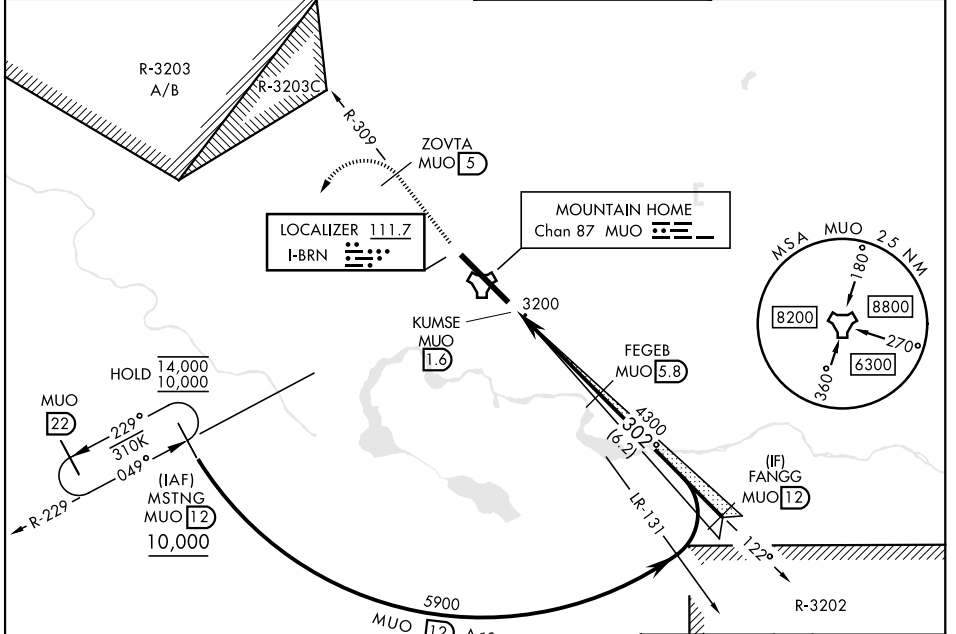 R-3203
A/B
R-3203C
R-309
ZOVTA
MUO 5
LOCALIZER 111.7
I-BRN
MOUNTAIN HOME
Chan 87 MUO
MSA MUO 25 NM
180°
8200
8800
270°
6300
360°
3200
KUMSE
MUO
1.6
FEGEB
MUO 5.8
HOLD 14,000
10,000
MUO
22
229°
310K
049°
R-229
(IAF)
MSTNG
MUO 12
10,000
4300
302°
(6.2)
(IF)
FANGG
MUO 12
LR-131
122°
R-3202
5900
MUO 12